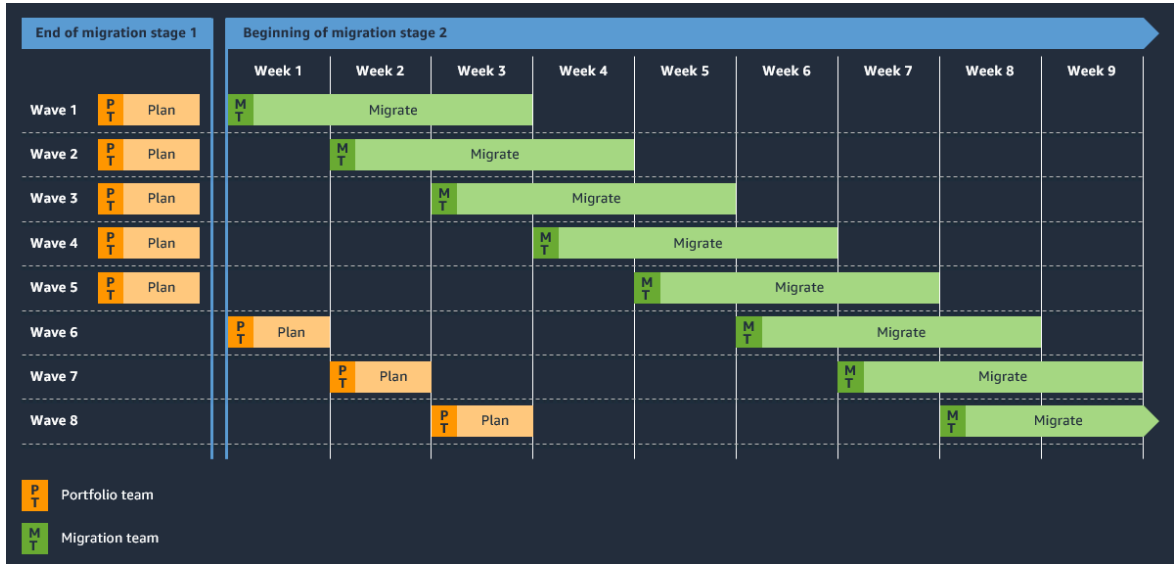 End of migration stage 1
Beginning of migration stage 2
Week 1
Week 2
Week 3
Week 4
Week 5
Week 6
Week 7
Week 8
Week 9
Wave 1
PT
Plan
MT
Migrate
Wave 2
PT
Plan
MT
Migrate
Wave 3
PT
Plan
MT
Migrate
Wave 4
PT
Plan
MT
Migrate
Wave 5
PT
Plan
MT
Migrate
Wave 6
PT
Plan
MT
Migrate
Wave 7
PT
Plan
MT
Migrate
Wave 8
PT
Plan
MT
Migrate
PT
Portfolio team
MT
Migration team